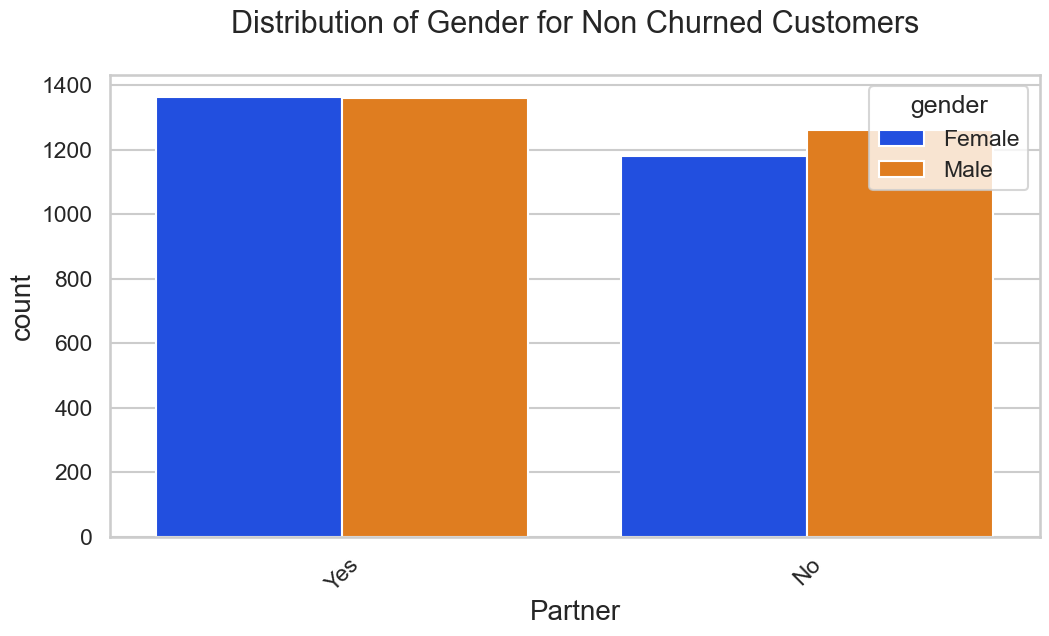 Distribution of Gender for Non Churned Customers
1400
1200
1000
800
600
400
200
0
count
gender
Female
Male
Yes
No
Partner